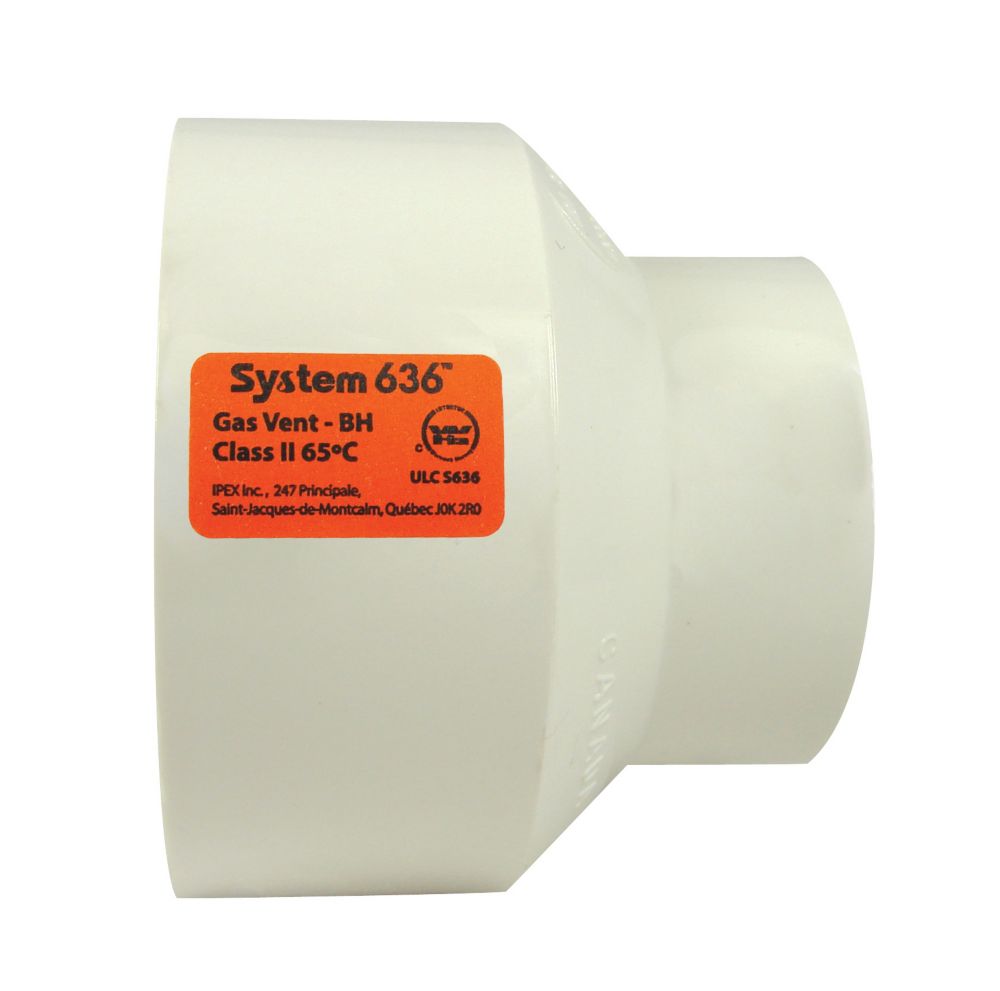 System 636™
Gas Vent - BH
Class II 65ºC
C
ULC S636
IPEX Inc., 247 Principale,
Saint-Jacques-de-Montcalm, Québec J0K 2R0